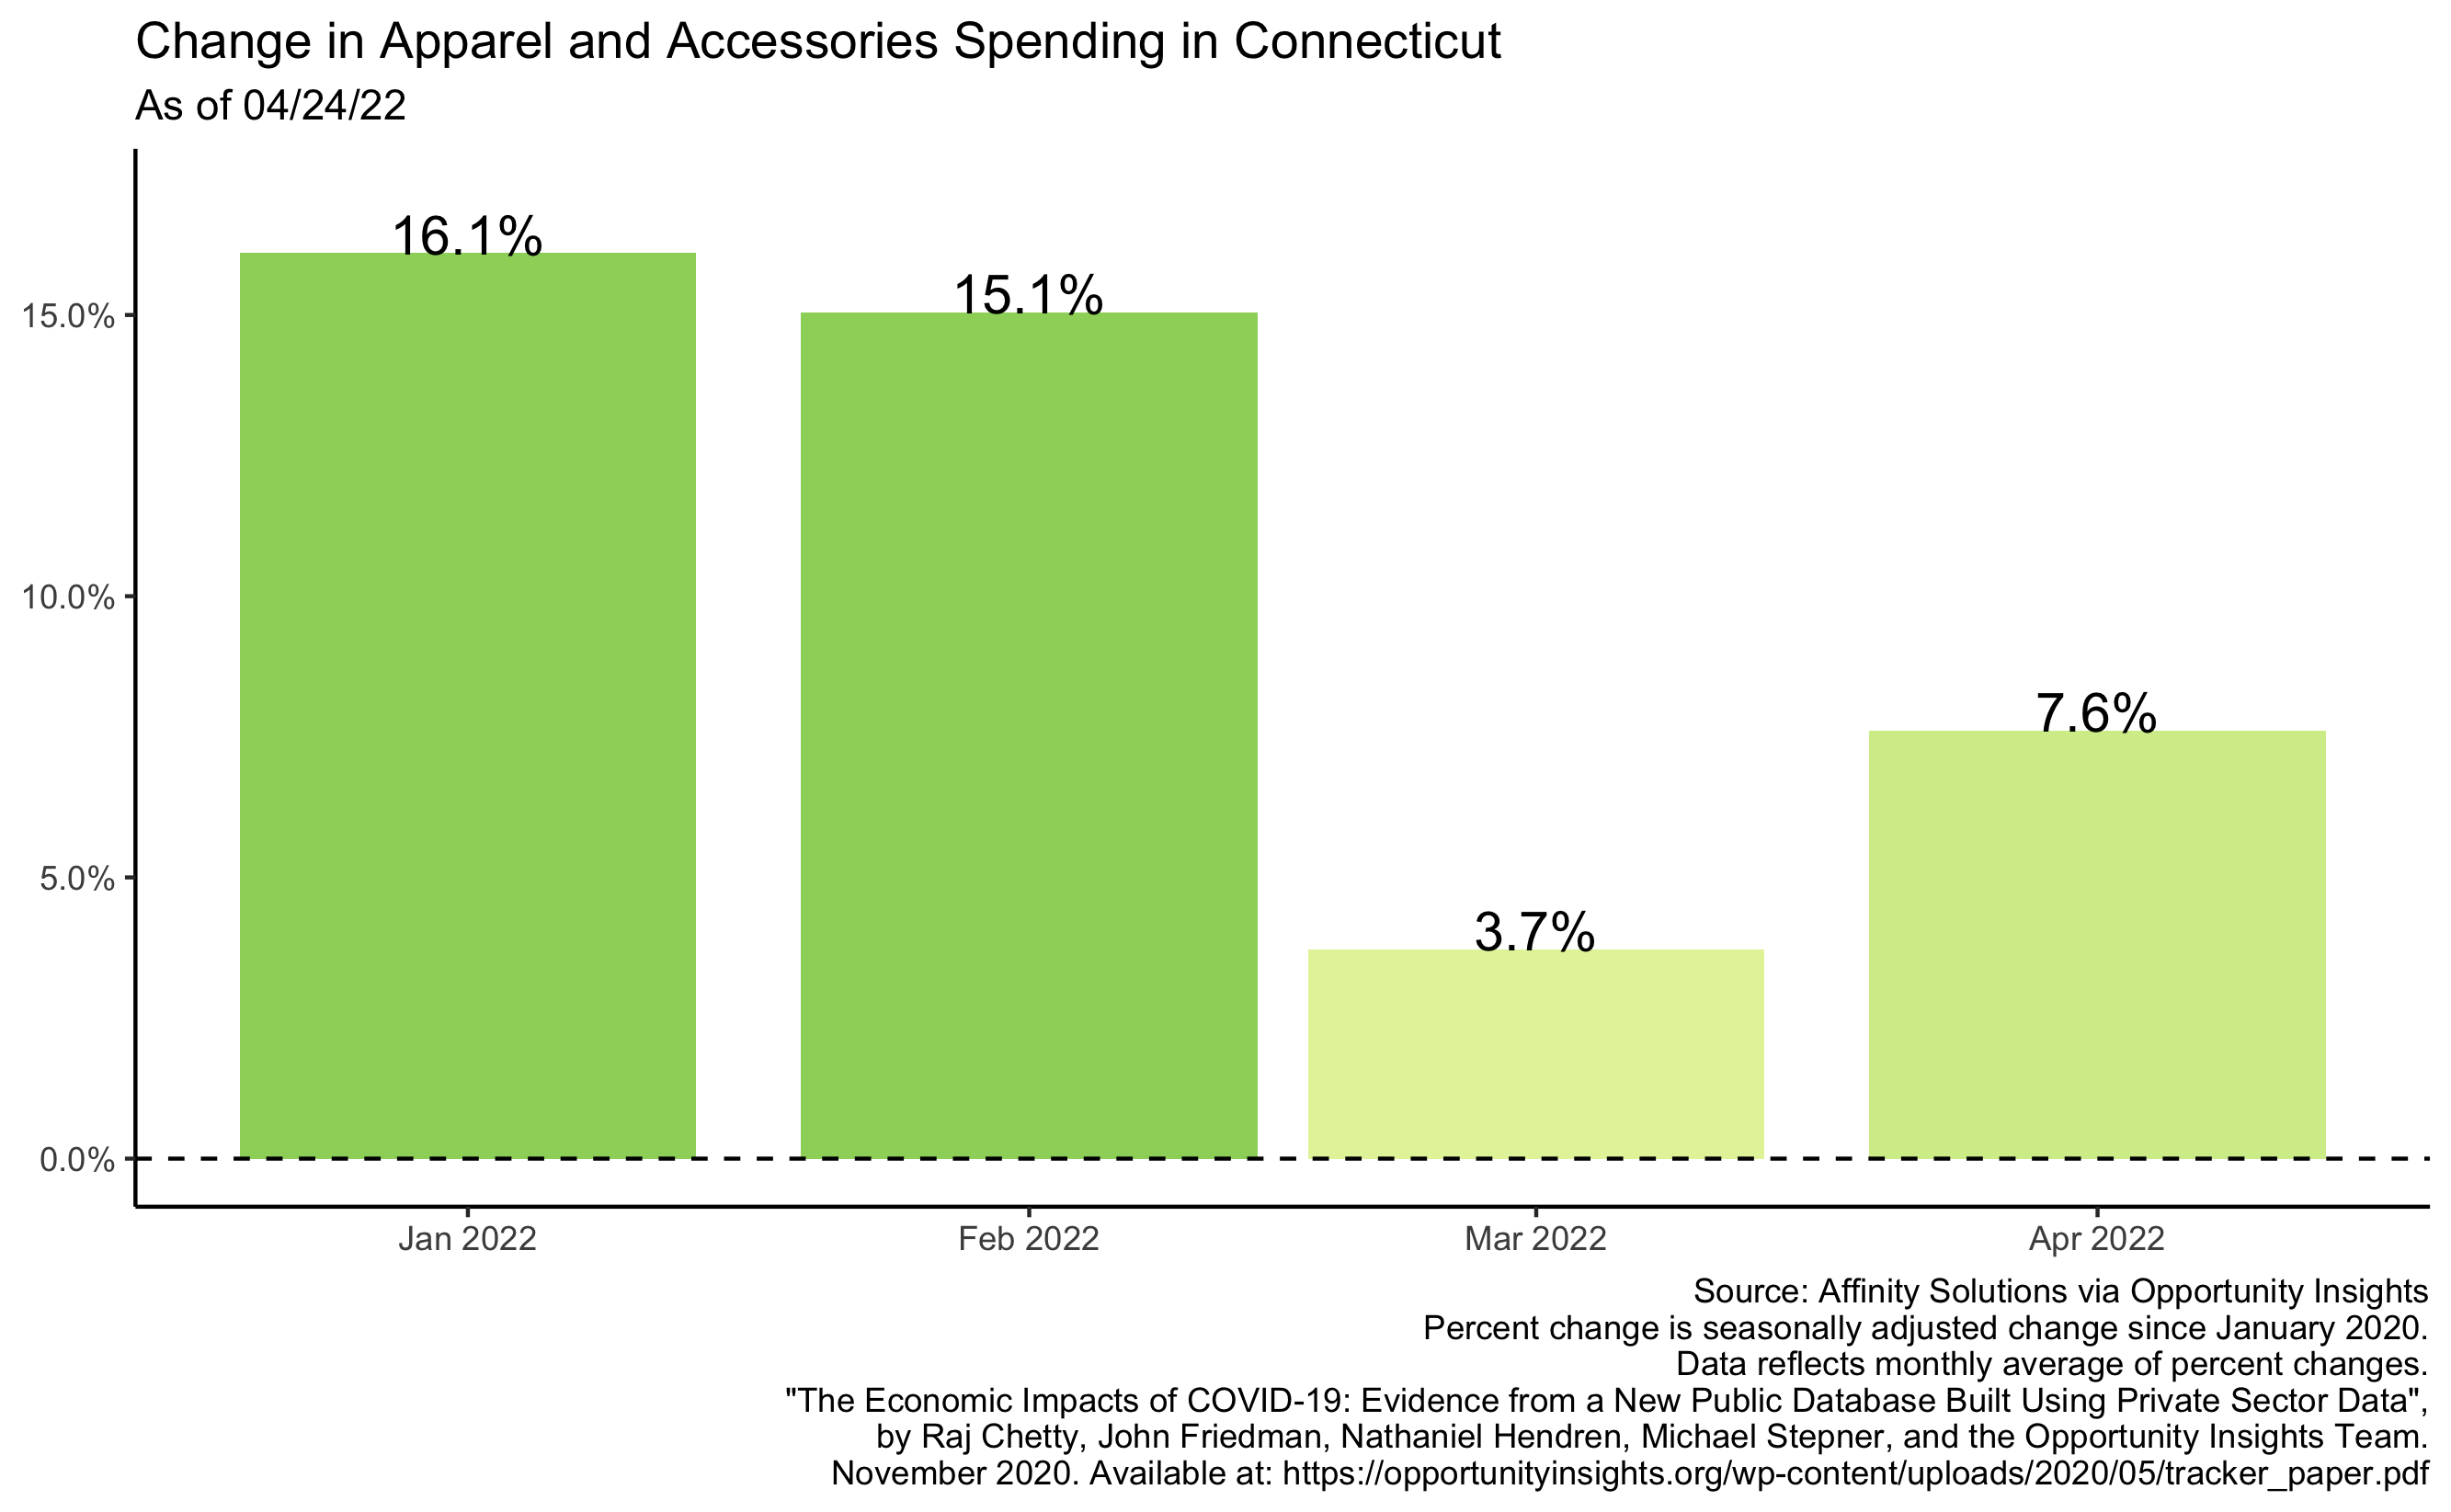 Change in Apparel and Accessories Spending in Connecticut
As of 04/24/22
16.1%
15.1%
3.7%
7.6%
15.0%
10.0%
5.0%
0.0%
Jan 2022
Feb 2022
Mar 2022
Apr 2022
Source: Affinity Solutions via Opportunity Insights
Percent change is seasonally adjusted change since January 2020.
Data reflects monthly average of percent changes.
"The Economic Impacts of COVID-19: Evidence from a New Public Database Built Using Private Sector Data",
by Raj Chetty, John Friedman, Nathaniel Hendren, Michael Stepner, and the Opportunity Insights Team.
November 2020. Available at: https://opportunityinsights.org/wp-content/uploads/2020/05/tracker_paper.pdf